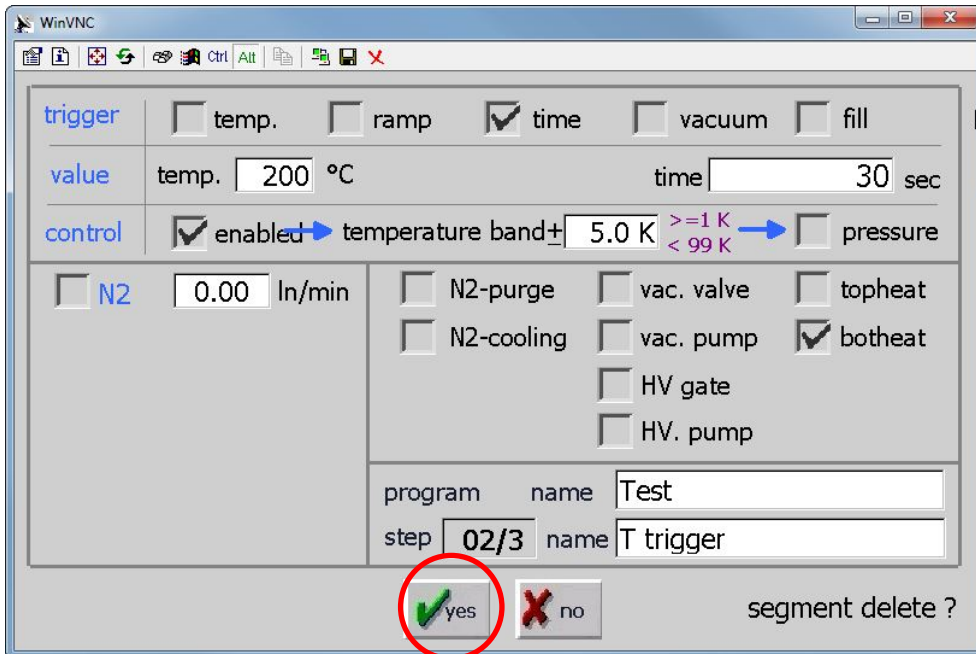 WinVNC
Ctrl Alt
trigger temp. ramp time vacuum fill
value temp. 200 °C time 30 sec
control enabled temperature band± 5.0 K >=1 K < 99 K pressure
N2 0.00 ln/min
N2-purge vac. valve topheat
N2-cooling vac. pump botheat
HV gate
HV. pump
program name Test
step 02/3 name T trigger
yes no segment delete ?